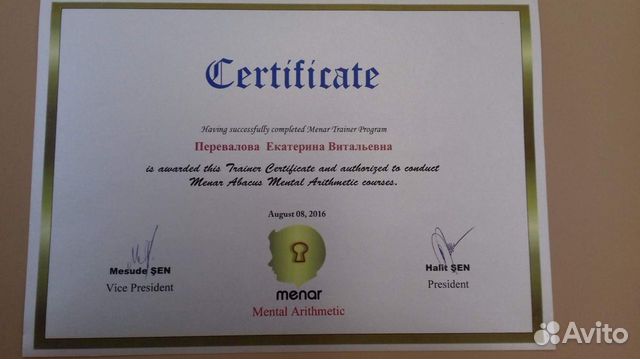 Certificate
Having successfully completed Menar Trainer Program
Перевалова Екатерина Витальевна
is awarded this Trainer Certificate and authorized to conduct
Menar Abacus Mental Arithmetic courses.
August 08, 2016
Mesude ŞEN
Vice President
Halit ŞEN
President
menar
Mental Arithmetic
Avito